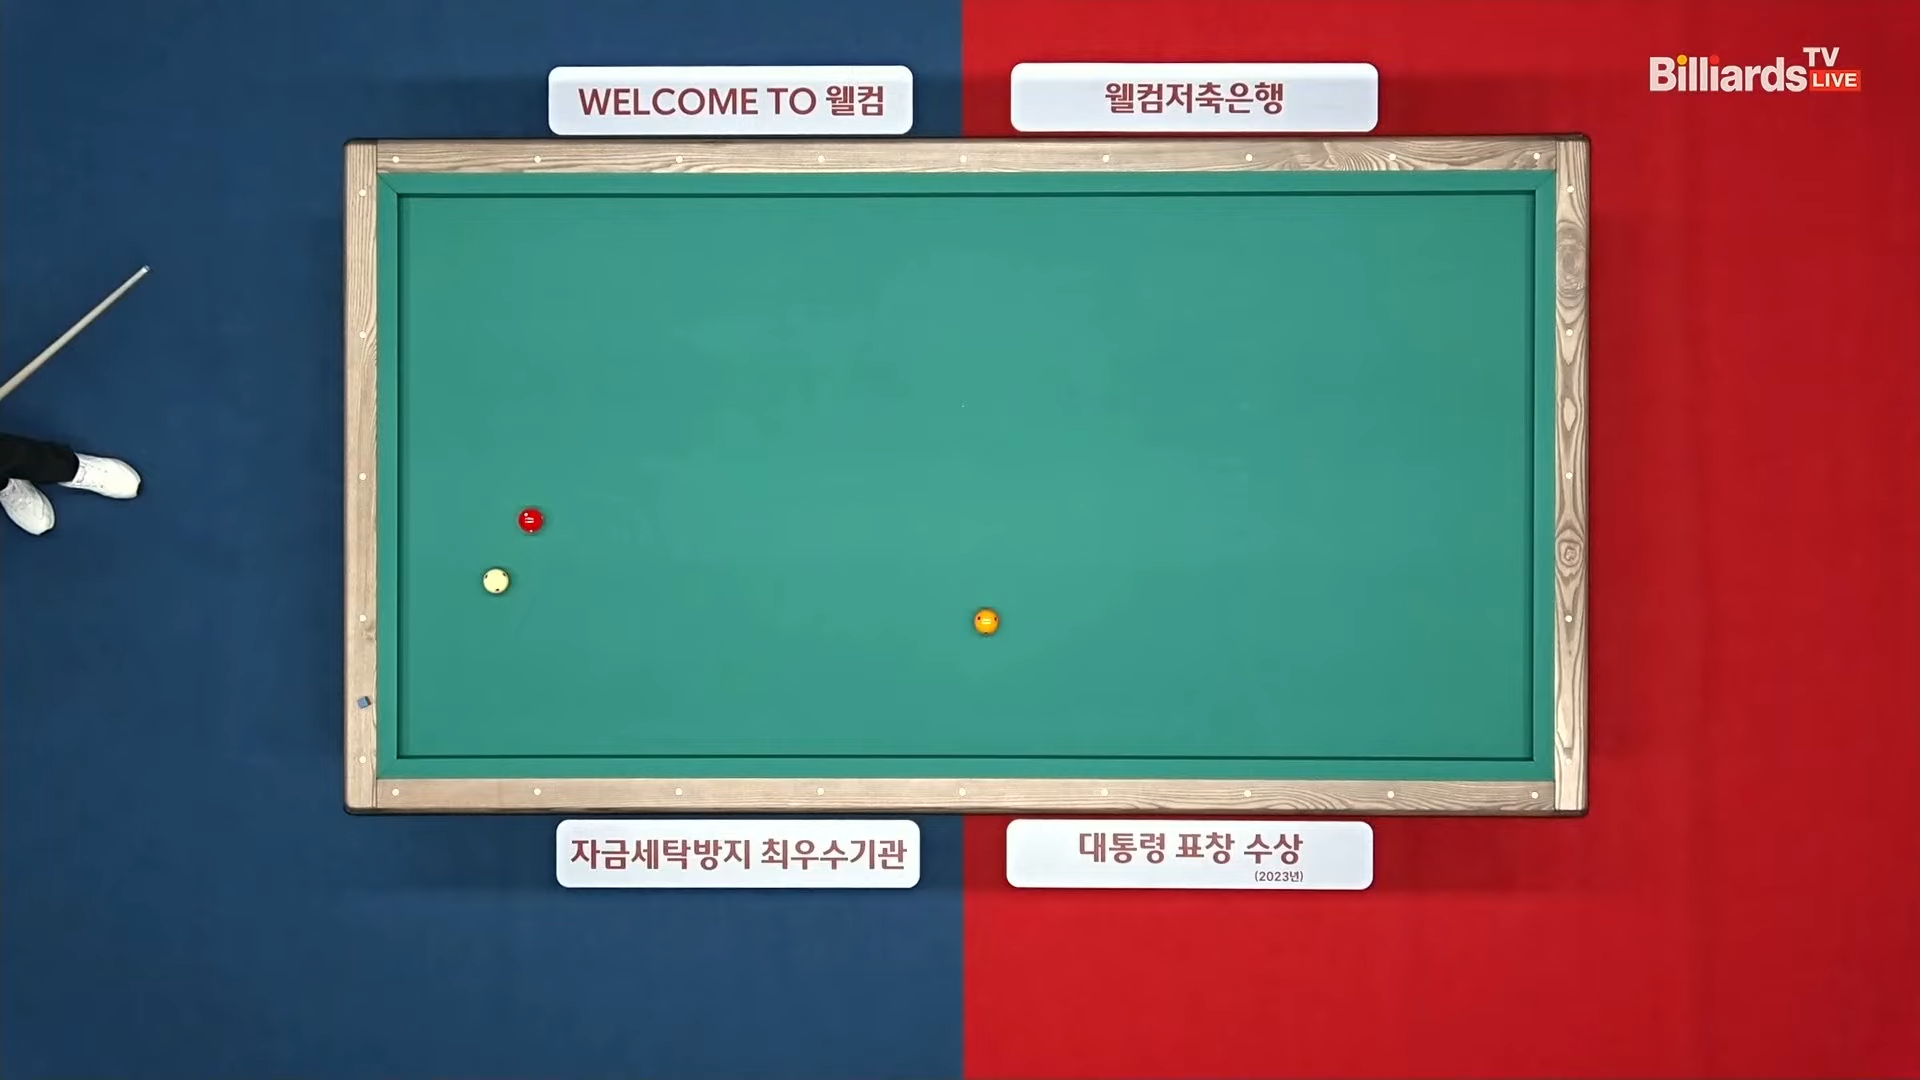 BilliardsTV
LIVE
WELCOME TO 웰컴
웰컴저축은행
자금세탁방지 최우수기관
대통령 표창 수상
(2023년)